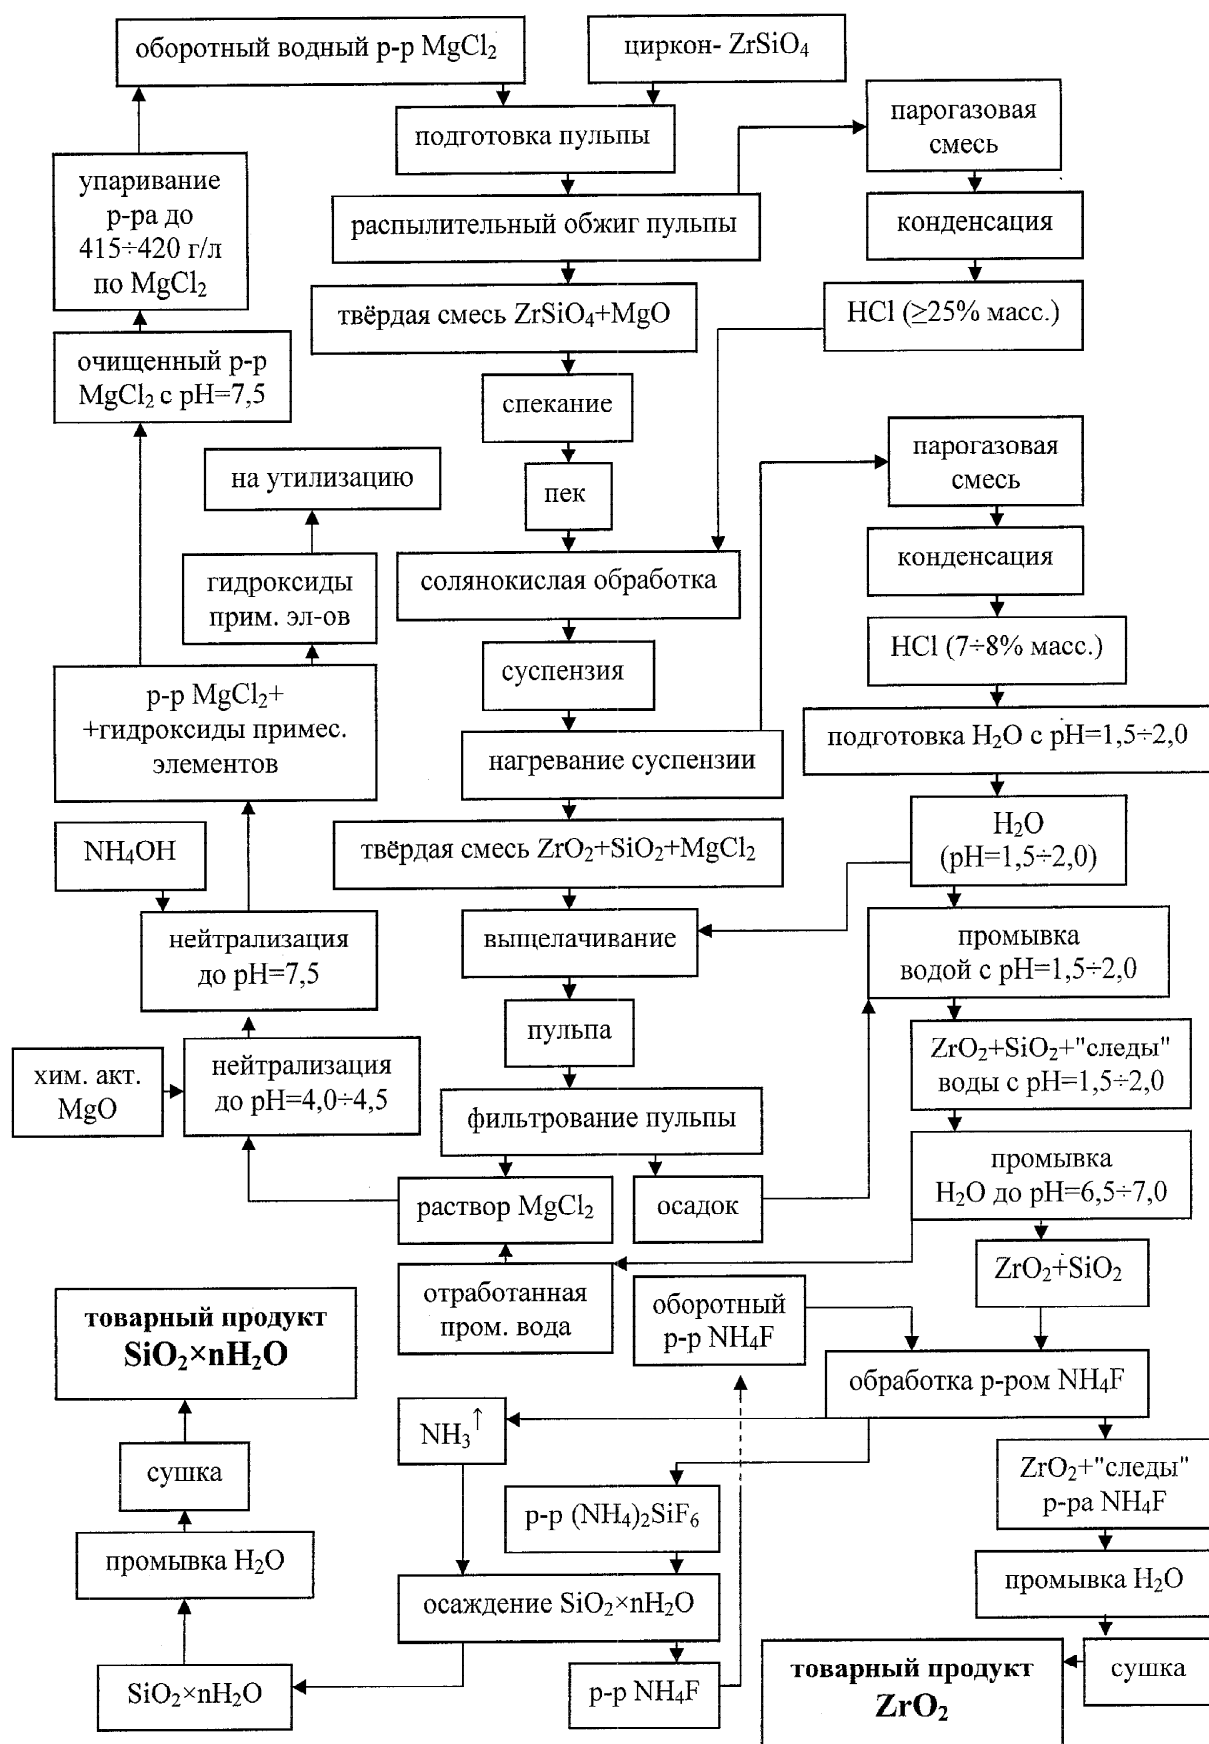 оборотный водный р-р MgCl2
циркон- ZrSiO4
подготовка пульпы
парогазовая
смесь
упаривание
р-ра до
415÷420 г/л
по MgCl2
распылительный обжиг пульпы
конденсация
твёрдая смесь ZrSiO4+MgO
HCl (≥25% масс.)
очищенный р-р
MgCl2 с pH=7,5
спекание
на утилизацию
парогазовая
смесь
пек
конденсация
солянокислая обработка
гидроксиды
прим. эл-ов
HCl (7÷8% масс.)
суспензия
р-р MgCl2+
+гидроксиды примес.
элементов
подготовка H2O с pH=1,5÷2,0
нагревание суспензии
H2O
(pH=1,5÷2,0)
NH4OH
твёрдая смесь ZrO2+SiO2+MgCl2
нейтрализация
до pH=7,5
выщелачивание
промывка
водой с pH=1,5÷2,0
пульпа
ZrO2+SiO2+"следы"
воды с pH=1,5÷2,0
хим. акт.
MgO
нейтрализация
до pH=4,0÷4,5
фильтрование пульпы
промывка
H2O до pH=6,5÷7,0
раствор MgCl2
осадок
ZrO2+SiO2
отработанная
пром. вода
оборотный
р-р NH4F
товарный продукт
SiO2×nH2O
обработка р-ром NH4F
NH3↑
сушка
ZrO2+"следы"
р-ра NH4F
р-р (NH4)2SiF6
промывка H2O
промывка H2O
осаждение SiO2×nH2O
SiO2×nH2O
р-р NH4F
товарный продукт
ZrO2
сушка